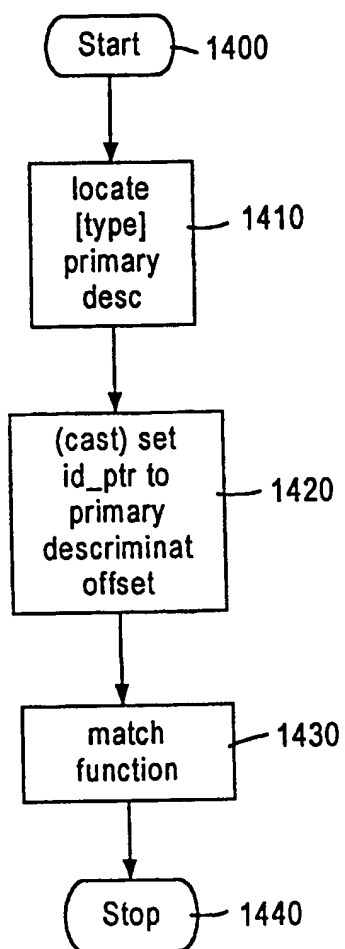 Start
1400
locate
[type]
primary
desc
1410
(cast) set
id_ptr to
primary
descriminat
offset
1420
match
function
1430
Stop
1440